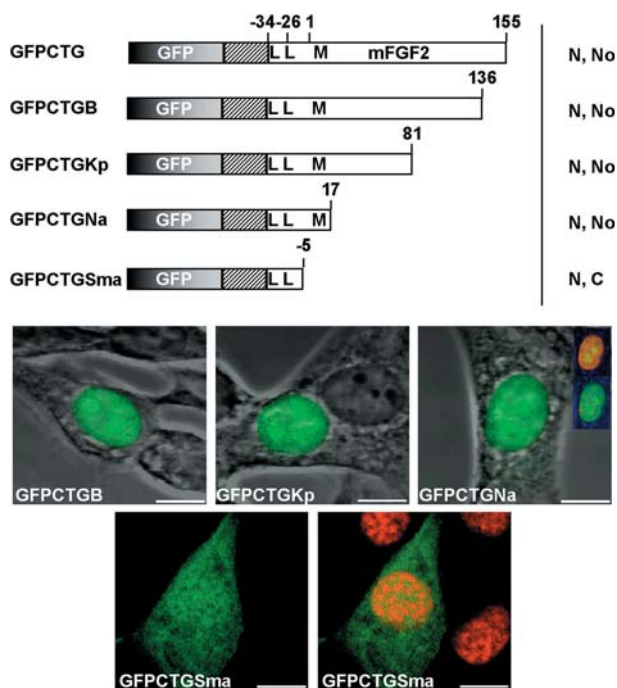 -34 -26 1 155
GFPCTG GFP L L M mFGF2 N, No
136
GFPCTGB GFP L L M N, No
81
GFPCTGKp GFP L L M N, No
17
GFPCTGNa GFP L L M N, No
-5
GFPCTGSma GFP L L N, C
GFPCTGB GFPCTGKp GFPCTGNa
GFPCTGSma GFPCTGSma